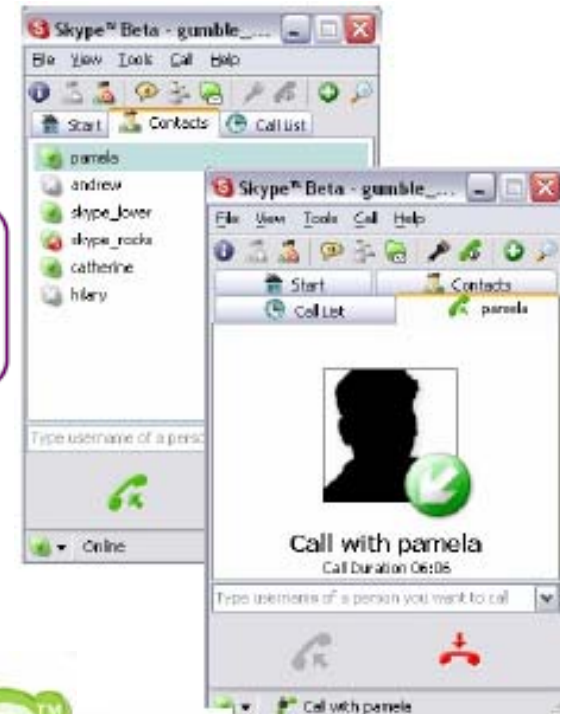 Skype™ Beta - gumble_...
File View Tools Call Help
Start Contacts Call List
pamela
andrew
skype_lover
skype_rocks
catherine
hilary
Type username of a perso
Online
Skype™ Beta - gumble_...
File View Tools Call Help
Start Contacts
Call List pamela
Call with pamela
Call Duration 06:06
Type username of a person you want to call
Call with pamela
TM